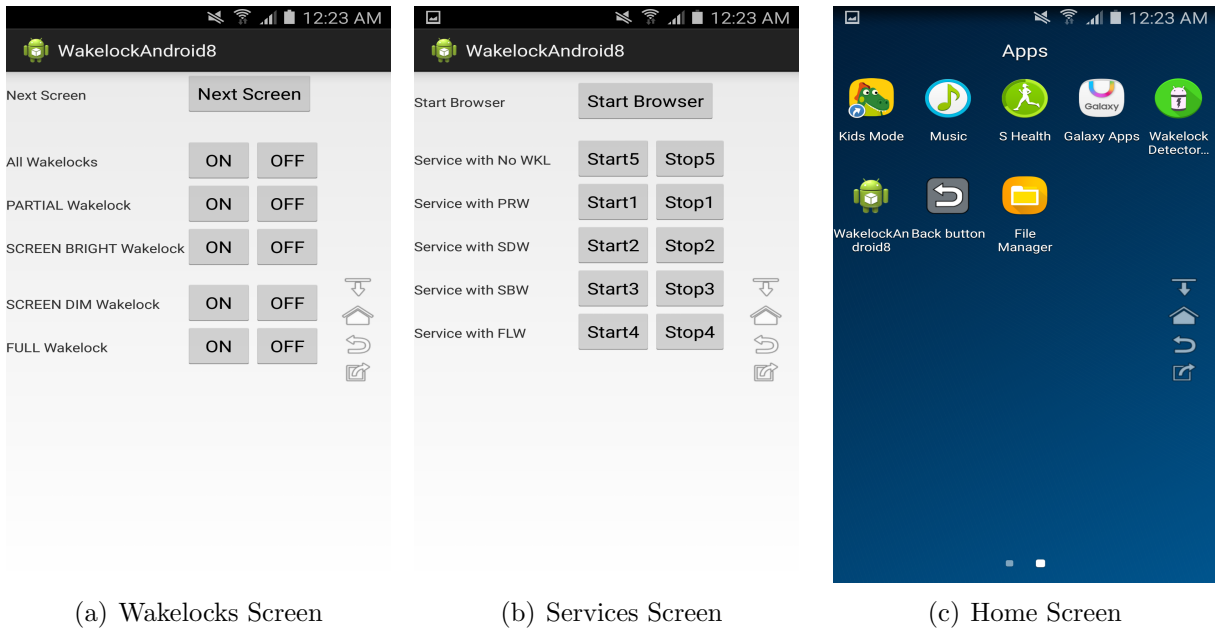 12:23 AM
WakelockAndroid8
Next Screen Next Screen
All Wakelocks ON OFF
PARTIAL Wakelock ON OFF
SCREEN BRIGHT Wakelock ON OFF
SCREEN DIM Wakelock ON OFF
FULL Wakelock ON OFF
(a) Wakelocks Screen
12:23 AM
WakelockAndroid8
Start Browser Start Browser
Service with No WKL Start5 Stop5
Service with PRW Start1 Stop1
Service with SDW Start2 Stop2
Service with SBW Start3 Stop3
Service with FLW Start4 Stop4
(b) Services Screen
12:23 AM
Apps
Galaxy
Kids Mode Music S Health Galaxy Apps Wakelock
Detector...
WakelockAn Back button File
droid8 Manager
(c) Home Screen